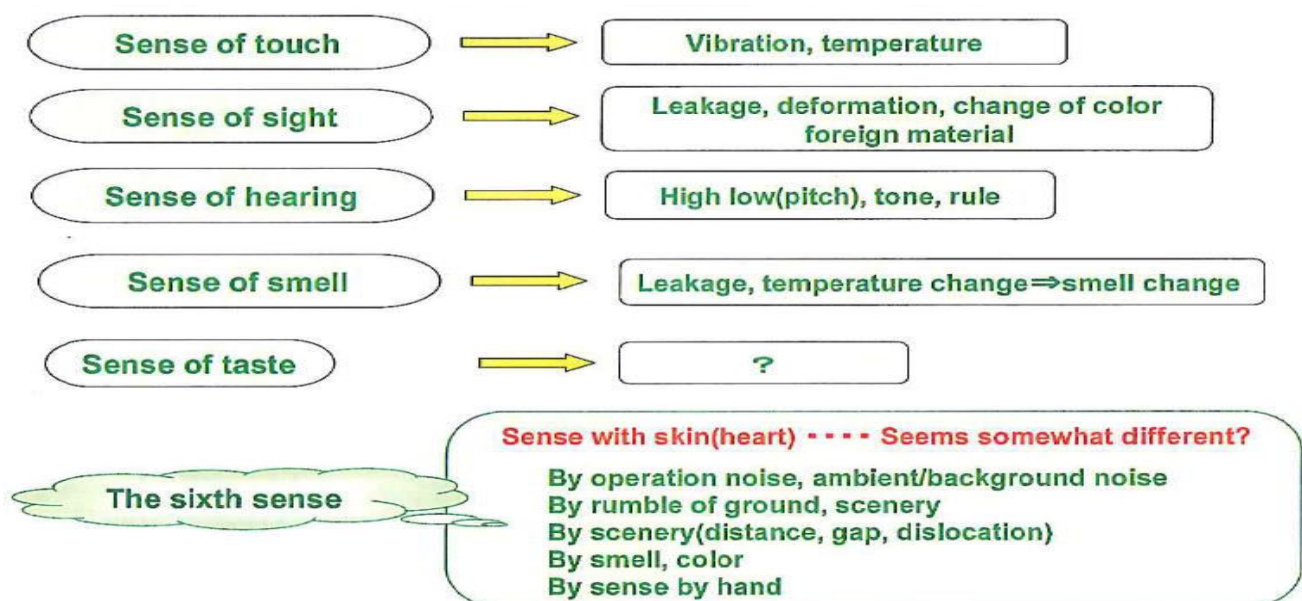 Sense of touch
Vibration, temperature
Sense of sight
Leakage, deformation, change of color
foreign material
Sense of hearing
High low(pitch), tone, rule
Sense of smell
Leakage, temperature change⇒smell change
Sense of taste
?
The sixth sense
Sense with skin(heart) ・・・・ Seems somewhat different?
By operation noise, ambient/background noise
By rumble of ground, scenery
By scenery(distance, gap, dislocation)
By smell, color
By sense by hand